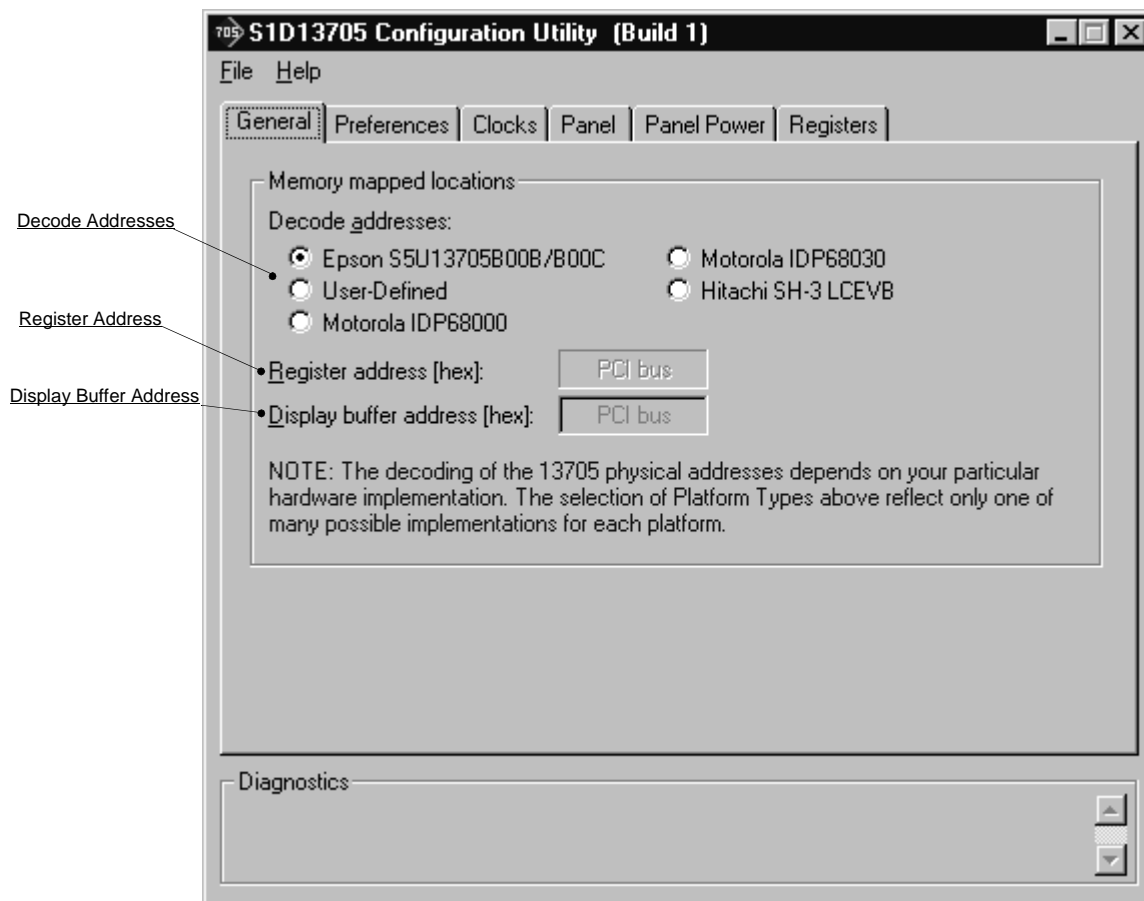 705 S1D13705 Configuration Utility (Build 1)
File Help
General Preferences Clocks Panel Panel Power Registers
Memory mapped locations
Decode Addresses
Decode addresses:
Epson S5U13705B00B/B00C Motorola IDP68030
User-Defined Hitachi SH-3 LCEVB
Motorola IDP68000
Register Address
Register address [hex]: PCI bus
Display Buffer Address
Display buffer address [hex]: PCI bus
NOTE: The decoding of the 13705 physical addresses depends on your particular
hardware implementation. The selection of Platform Types above reflect only one of
many possible implementations for each platform.
Diagnostics